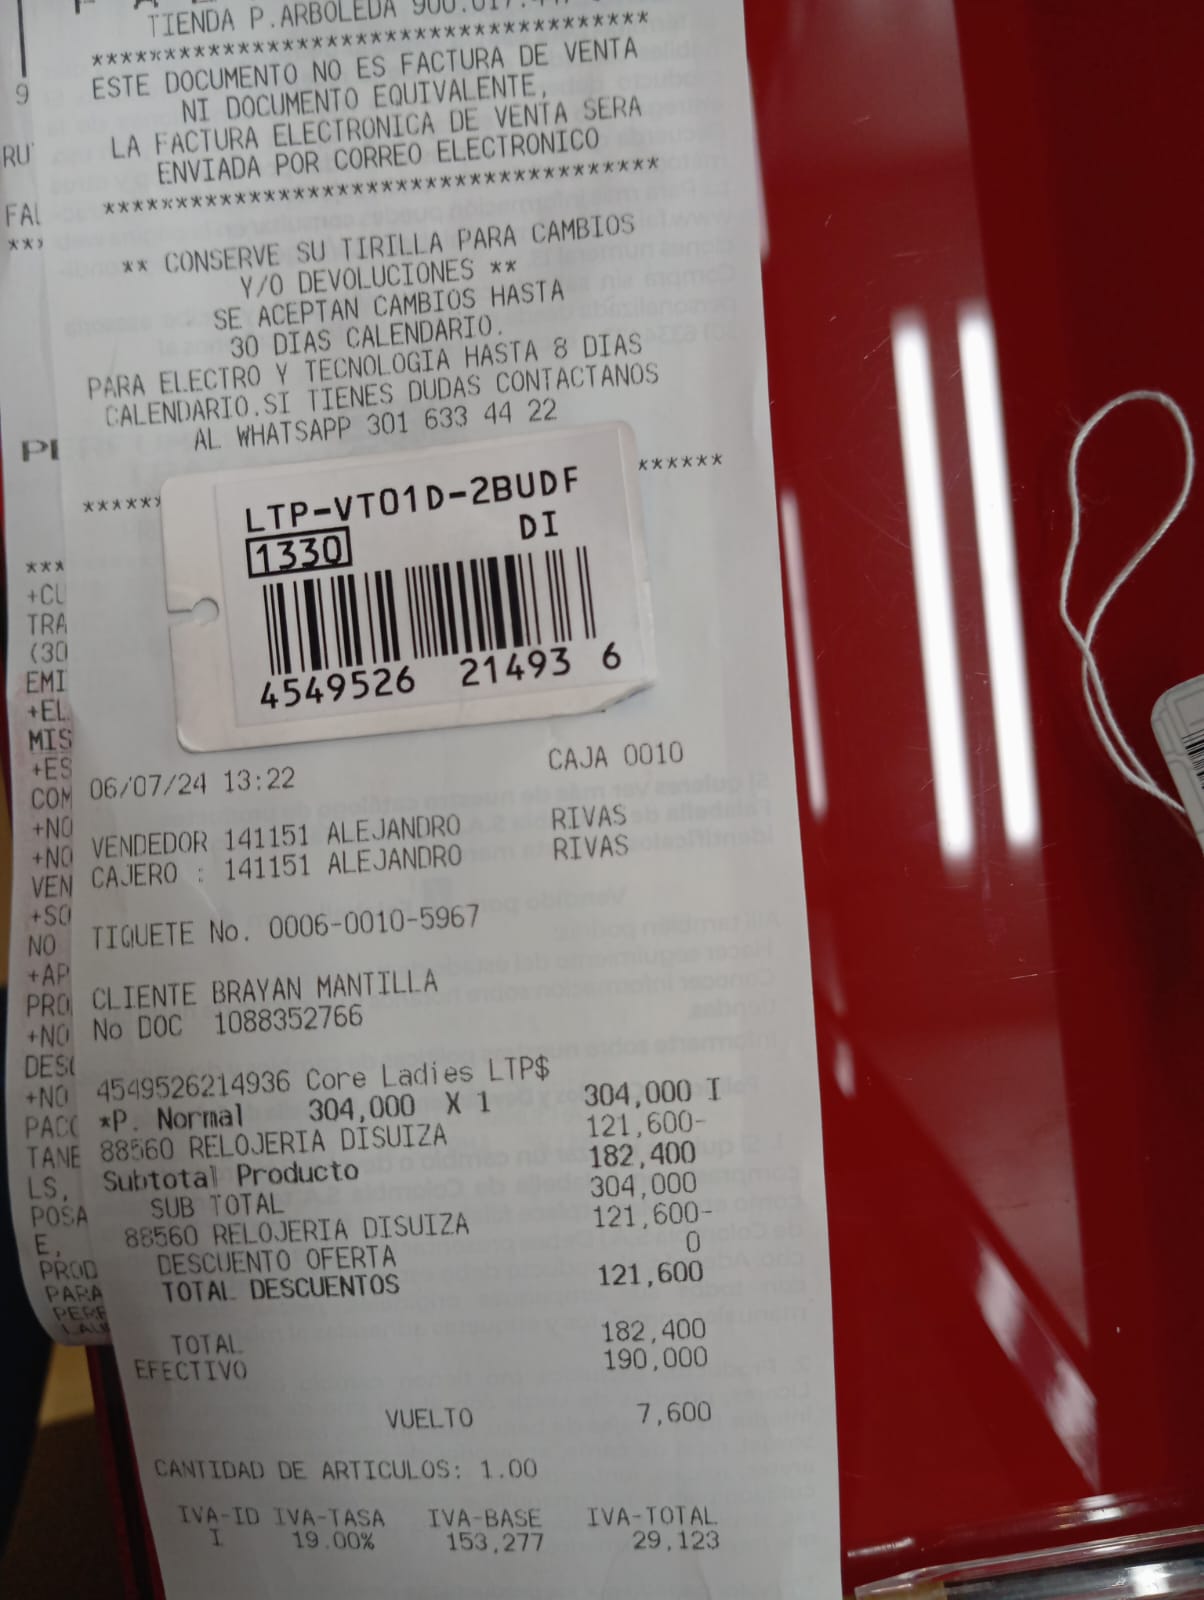 TIENDA P.ARBOLEDA
**************************************
ESTE DOCUMENTO NO ES FACTURA DE VENTA
NI DOCUMENTO EQUIVALENTE,
LA FACTURA ELECTRONICA DE VENTA SERA
ENVIADA POR CORREO ELECTRONICO
**************************************
** CONSERVE SU TIRILLA PARA CAMBIOS
Y/O DEVOLUCIONES **
SE ACEPTAN CAMBIOS HASTA
30 DIAS CALENDARIO.
PARA ELECTRO Y TECNOLOGIA HASTA 8 DIAS
CALENDARIO.SI TIENES DUDAS CONTACTANOS
AL WHATSAPP 301 633 44 22
LTP-VT01D-2BUDF
1330 DI
4549526 21493 6
06/07/24 13:22 CAJA 0010
VENDEDOR 141151 ALEJANDRO RIVAS
CAJERO : 141151 ALEJANDRO RIVAS
TIQUETE No. 0006-0010-5967
CLIENTE BRAYAN MANTILLA
No DOC 1088352766
4549526214936 Core Ladies LTP$
*P. Normal 304,000 X 1 304,000 I
88560 RELOJERIA DISUIZA 121,600-
Subtotal Producto 182,400
SUB TOTAL 304,000
88560 RELOJERIA DISUIZA 121,600-
DESCUENTO OFERTA 0
TOTAL DESCUENTOS 121,600
TOTAL 182,400
EFECTIVO 190,000
VUELTO 7,600
CANTIDAD DE ARTICULOS: 1.00
IVA-ID IVA-TASA IVA-BASE IVA-TOTAL
I 19.00% 153,277 29,123